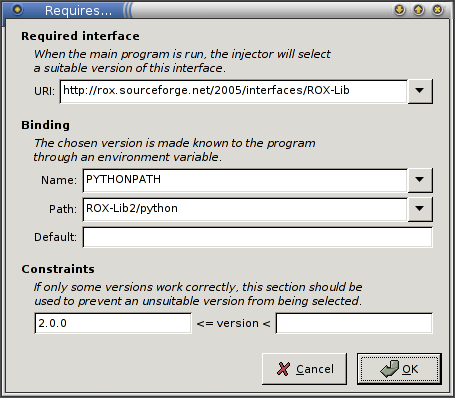 Requires...
Required interface
When the main program is run, the injector will select
a suitable version of this interface.
URI: http://rox.sourceforge.net/2005/interfaces/ROX-Lib
Binding
The chosen version is made known to the program
through an environment variable.
Name: PYTHONPATH
Path: ROX-Lib2/python
Default:
Constraints
If only some versions work correctly, this section should be
used to prevent an unsuitable version from being selected.
2.0.0 <= version <
Cancel OK